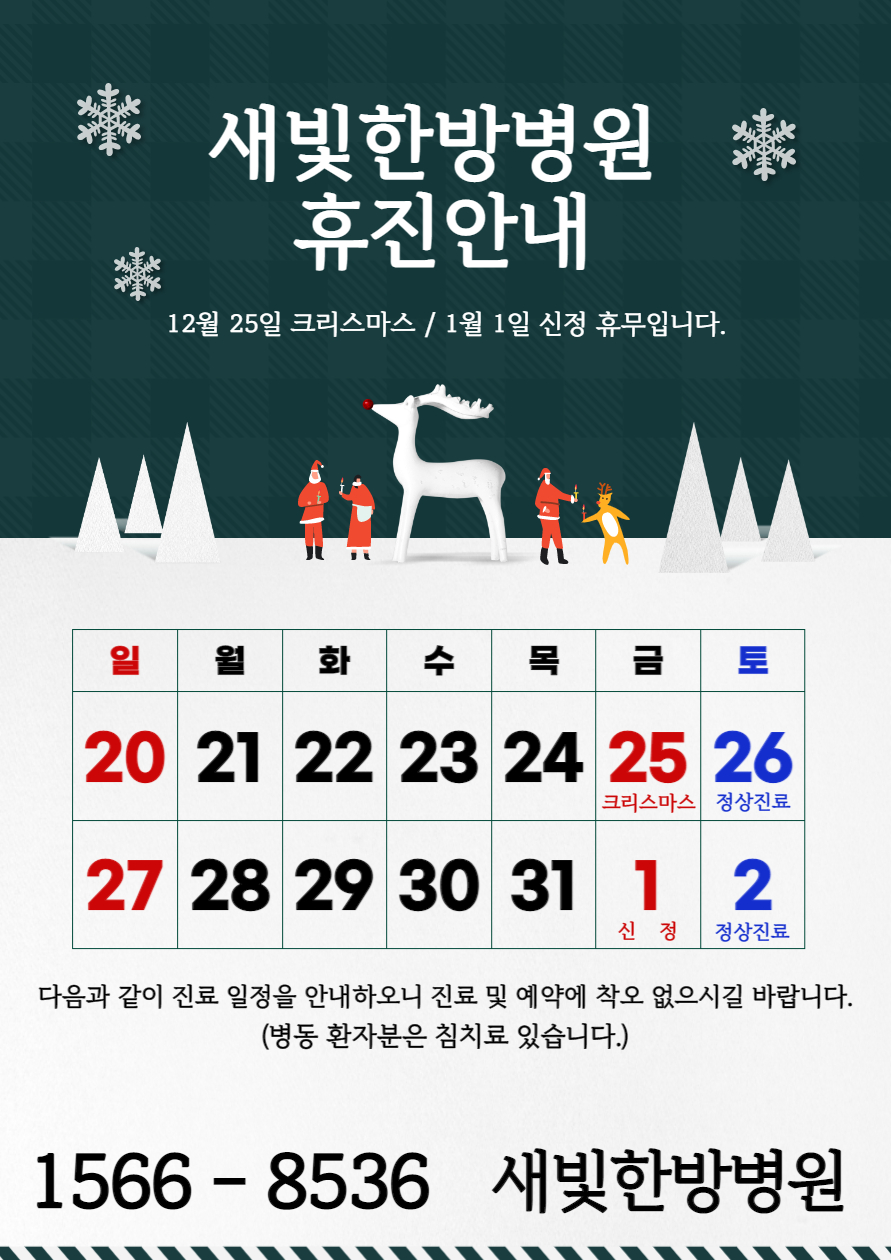 새빛한방병원
휴진안내
12월 25일 크리스마스 / 1월 1일 신정 휴무입니다.
일 월 화 수 목 금 토
20 21 22 23 24 25 26
크리스마스 정상진료
27 28 29 30 31 1 2
신 정 정상진료
다음과 같이 진료 일정을 안내하오니 진료 및 예약에 착오 없으시길 바랍니다.
(병동 환자분은 침치료 있습니다.)
1566 - 8536 새빛한방병원